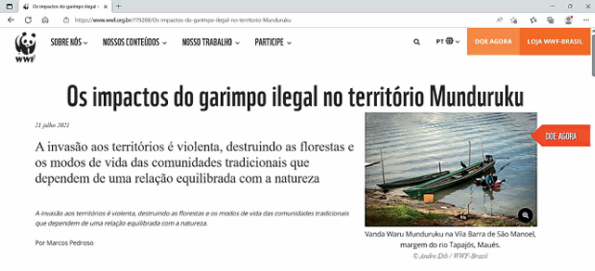 Os impactos do garimpo ilegal no
https://www.wwf.org.br/?79288/Os-impactos-do-garimpo-ilegal-no-territorio-Munduruku
WWF
SOBRE NÓS
NOSSOS CONTEÚDOS
NOSSO TRABALHO
PARTICIPE
PT
DOE AGORA
LOJA WWF-BRASIL
Os impactos do garimpo ilegal no território Munduruku
21 julho 2021
A invasão aos territórios é violenta, destruindo as florestas e
os modos de vida das comunidades tradicionais que
dependem de uma relação equilibrada com a natureza
A invasão aos territórios é violenta, destruindo as florestas e os modos de vida das comunidades tradicionais
que dependem de uma relação equilibrada com a natureza.
Por Marcos Pedroso
DOE AGORA
Vanda Waru Munduruku na Vila Barra de São Manoel,
margem do rio Tapajós, Maués.
© Andre Dib / WWF-Brasil